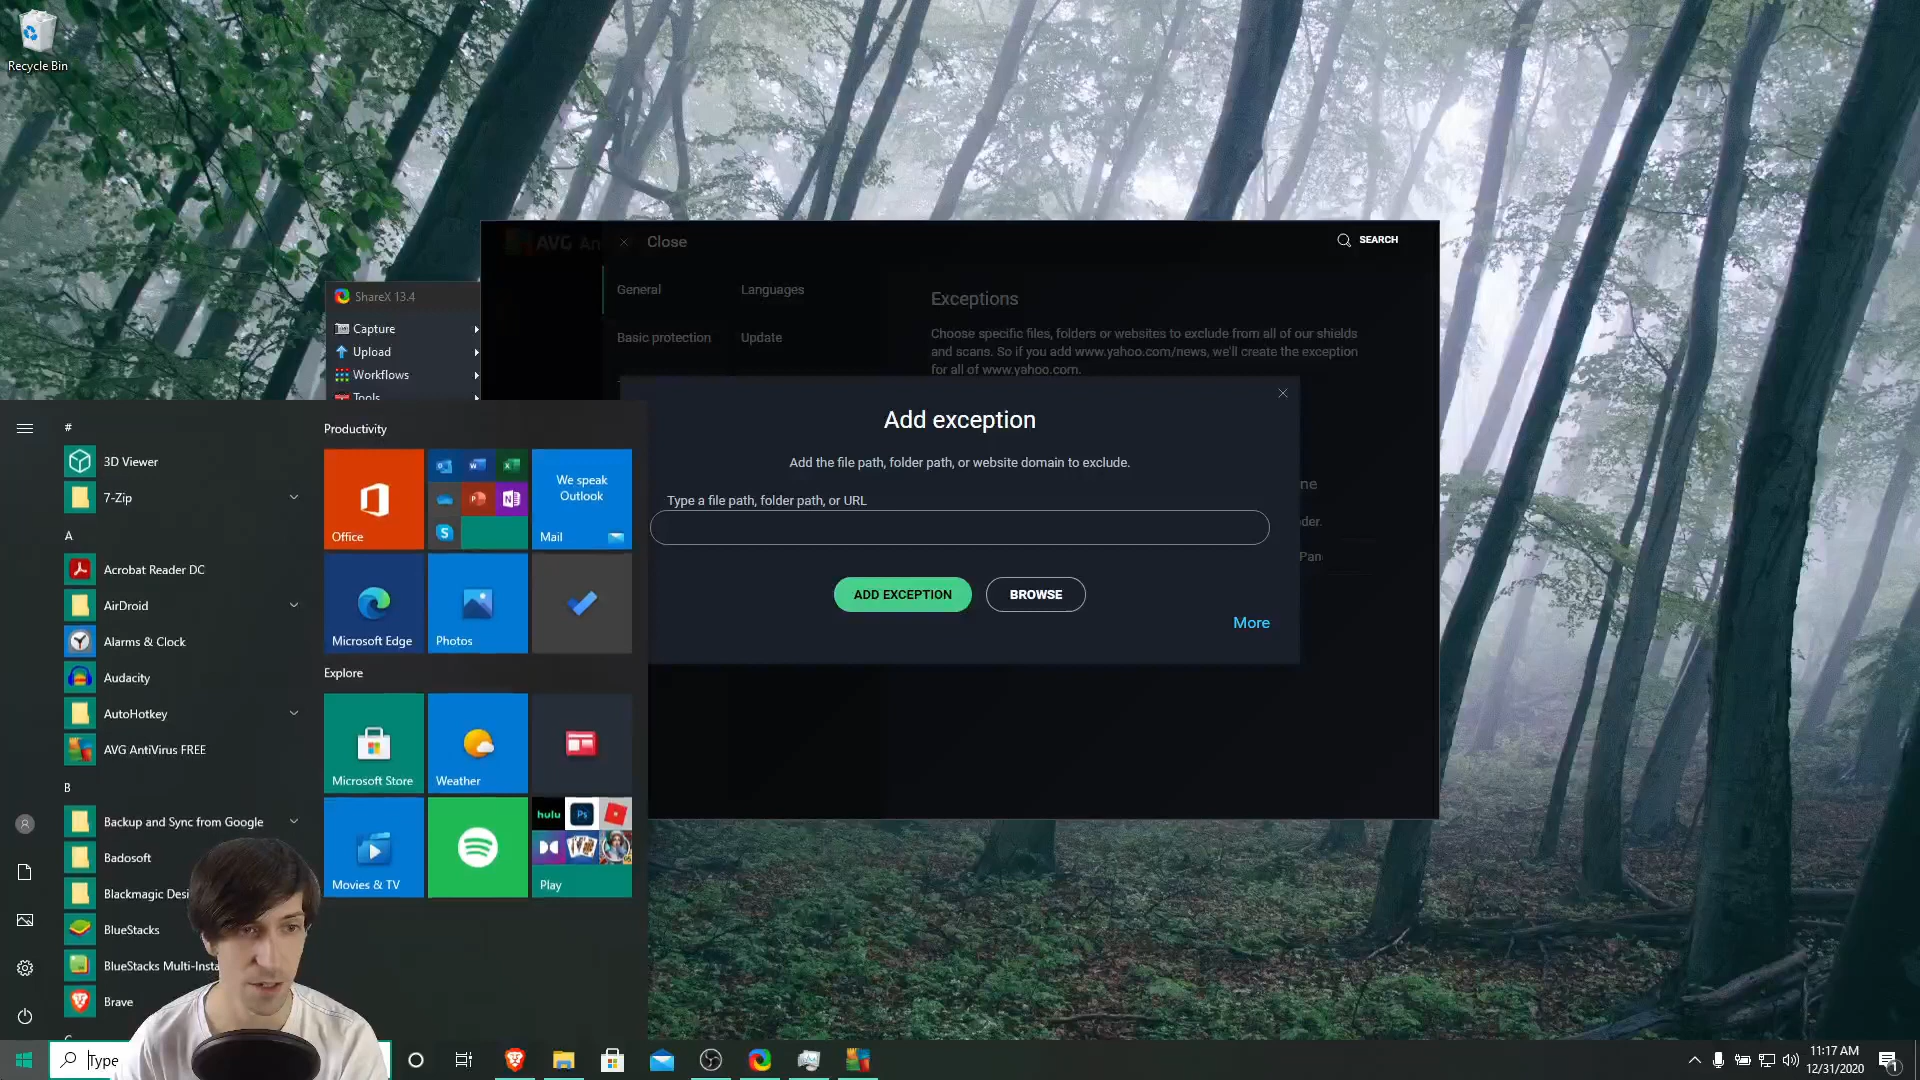 Recycle Bin
AVG An
Close
SEARCH
General
Languages
Basic protection
Update
Exceptions
Choose specific files, folders or websites to exclude from all of our shields
and scans. So if you add www.yahoo.com/news, we'll create the exception
for all of www.yahoo.com.
ShareX 13.4
Capture
Upload
Workflows
Tools
Add exception
Add the file path, folder path, or website domain to exclude.
Type a file path, folder path, or URL
ADD EXCEPTION
BROWSE
More
ne
der.
Pan
#
3D Viewer
7-Zip
A
Acrobat Reader DC
AirDroid
Alarms & Clock
Audacity
AutoHotkey
AVG AntiVirus FREE
B
Backup and Sync from Google
Badosoft
Blackmagic Desi
BlueStacks
BlueStacks Multi-Insta
Brave
Productivity
Office
We speak
Outlook
Mail
Microsoft Edge
Photos
Explore
Microsoft Store
Weather
Movies & TV
hulu
Ps
Play
Type
11:17 AM
12/31/2020
1